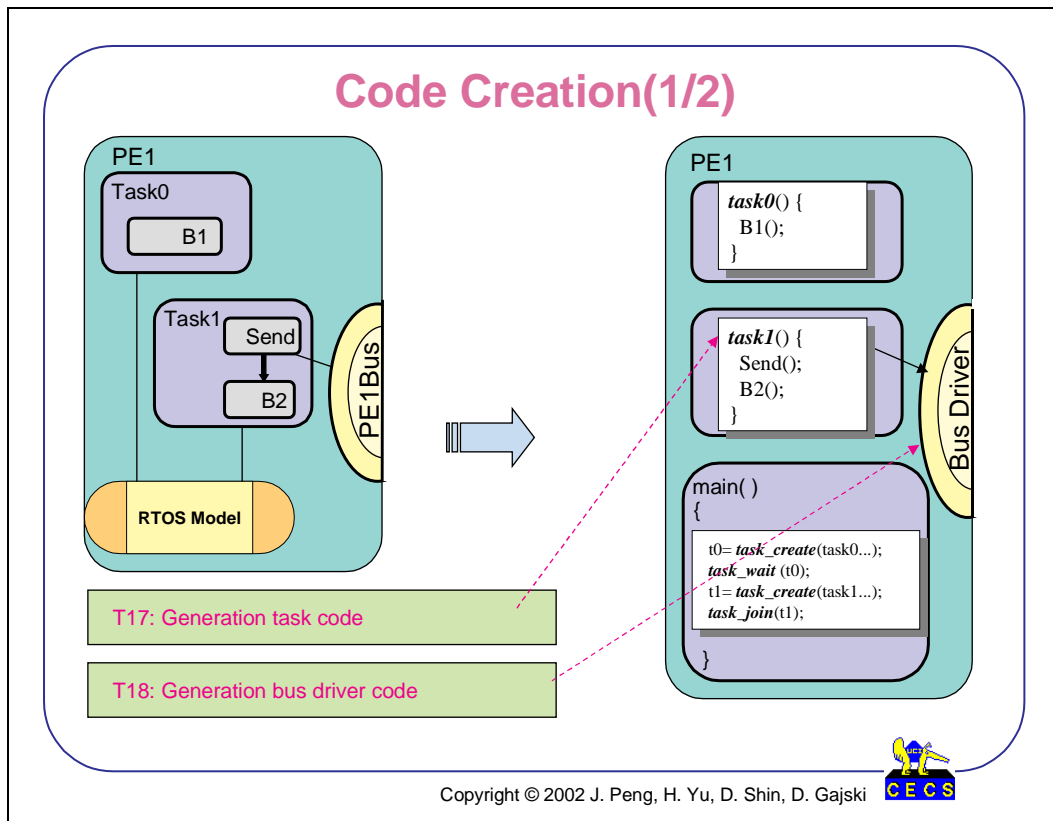 Code Creation(1/2)
PE1
Task0
B1
Task1
Send
B2
PE1Bus
RTOS Model
T17: Generation task code
T18: Generation bus driver code
PE1
task0() {
B1();
}
task1() {
Send();
B2();
}
Bus Driver
main( )
{
t0= task_create(task0...);
task_wait (t0);
t1= task_create(task1...);
task_join(t1);
}
Copyright © 2002 J. Peng, H. Yu, D. Shin, D. Gajski
UCI
CECS